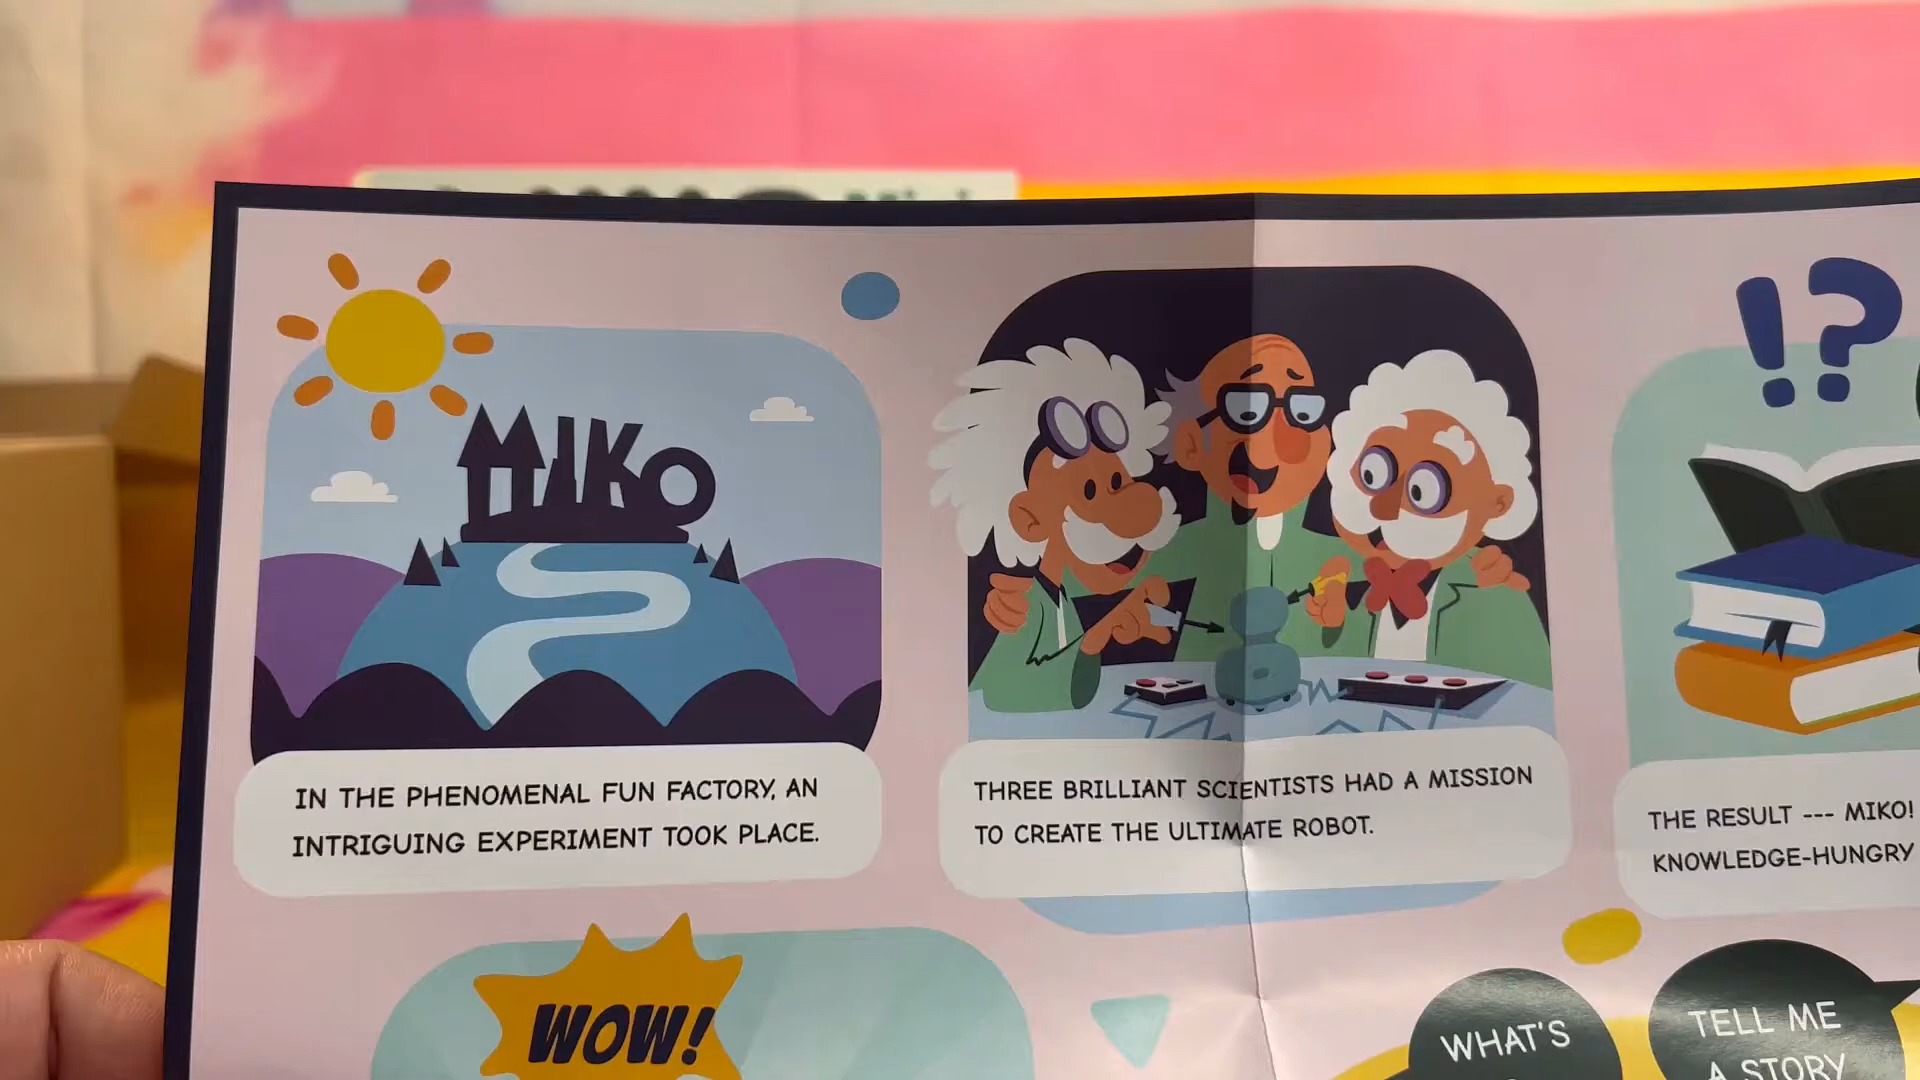 MIKO
IN THE PHENOMENAL FUN FACTORY, AN
INTRIGUING EXPERIMENT TOOK PLACE.
THREE BRILLIANT SCIENTISTS HAD A MISSION
TO CREATE THE ULTIMATE ROBOT.
!?
THE RESULT --- MIKO!
KNOWLEDGE-HUNGRY
WOW!
WHAT'S
TELL ME
A STORY